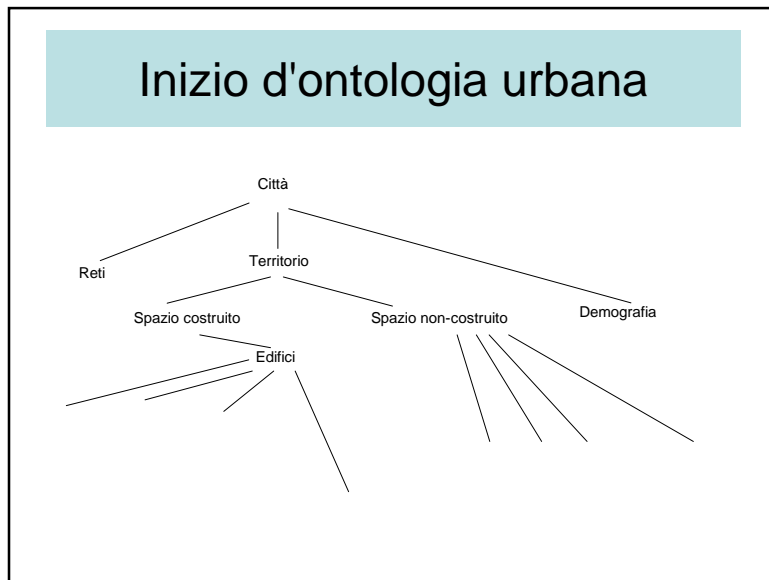 Inizio d'ontologia urbana
Città
Reti
Territorio
Demografia
Spazio costruito
Spazio non-costruito
Edifici